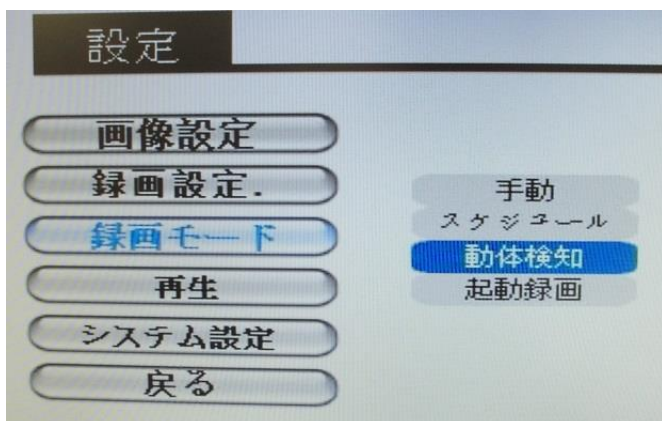 設定
画像設定
録画設定.
録画モード
再生
システム設定
戻る
手動
スケジュール
動体検知
起動録画